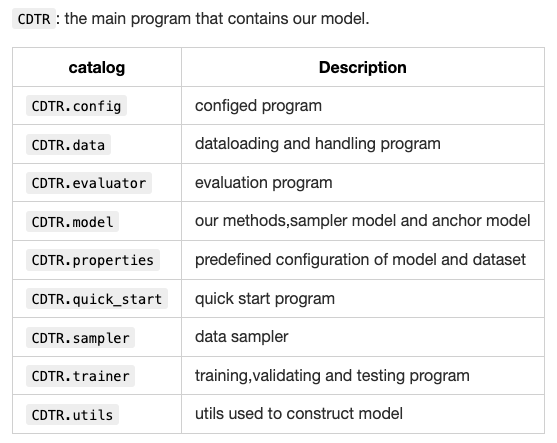 CDTR : the main program that contains our model.
catalog Description
CDTR.config configed program
CDTR.data dataloading and handling program
CDTR.evaluator evaluation program
CDTR.model our methods,sampler model and anchor model
CDTR.properties predefined configuration of model and dataset
CDTR.quick_start quick start program
CDTR.sampler data sampler
CDTR.trainer training,validating and testing program
CDTR.utils utils used to construct model